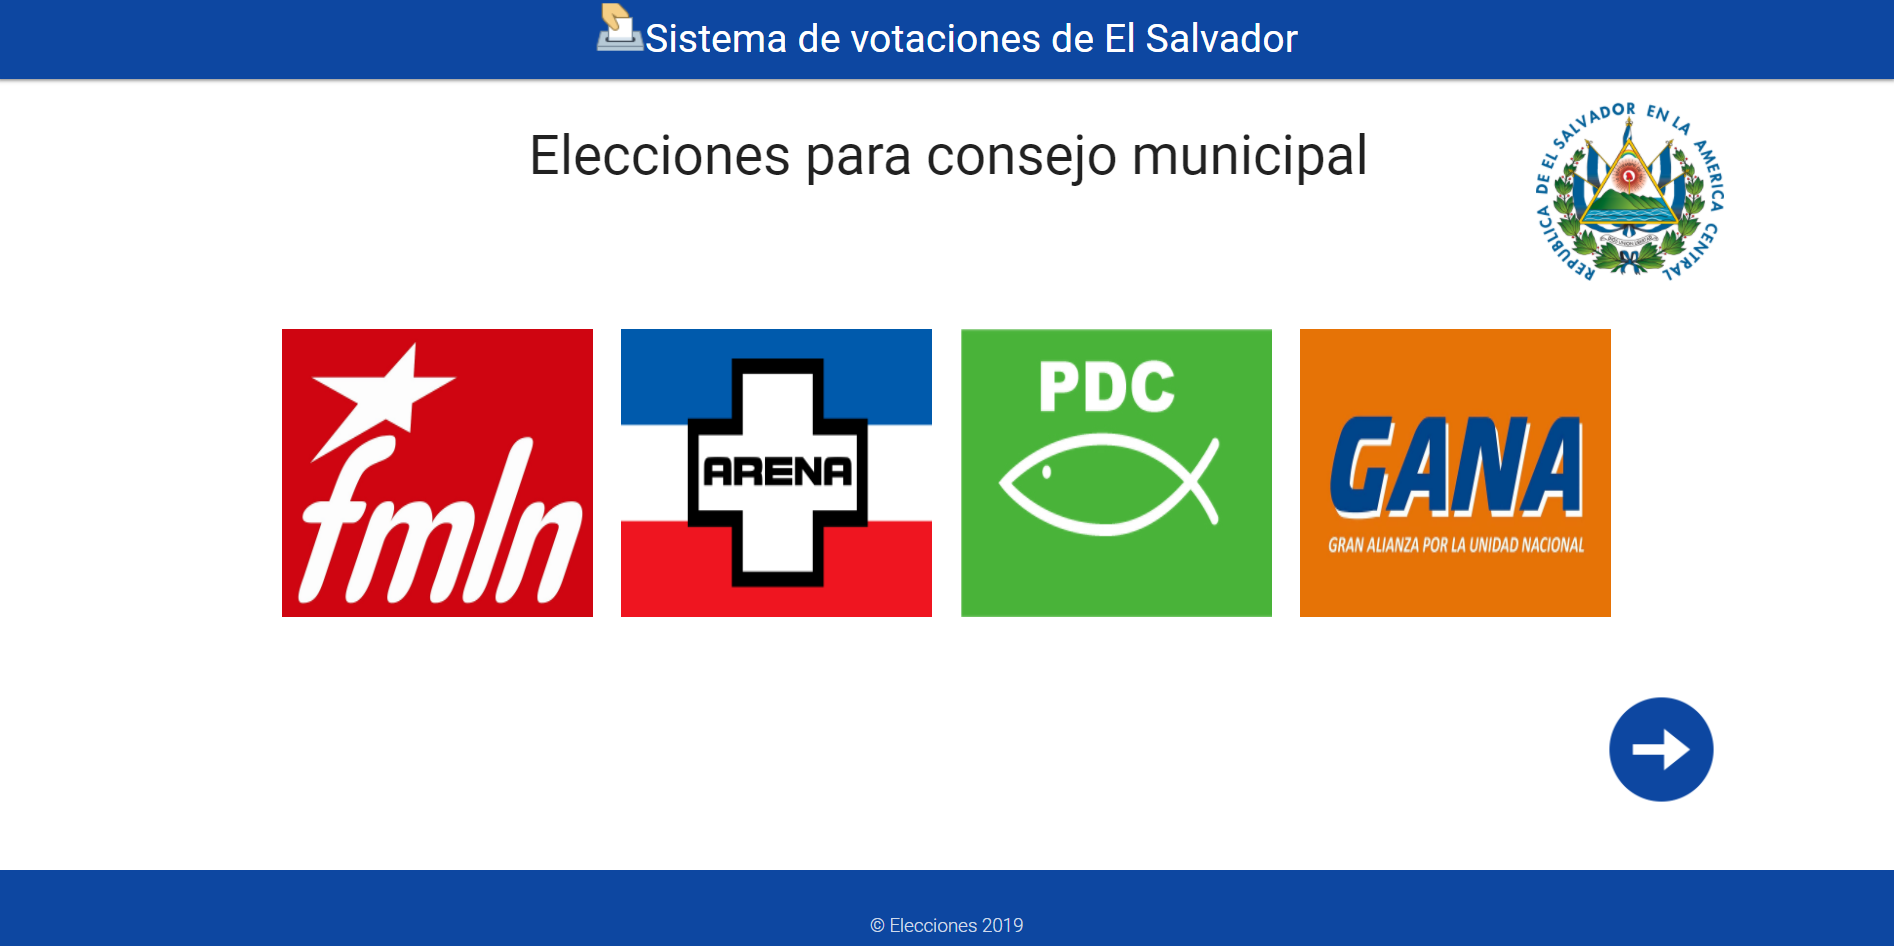 Sistema de votaciones de El Salvador
Elecciones para consejo municipal
REPUBLICA DE EL SALVADOR EN LA AMERICA CENTRAL
fmln
ARENA
PDC
GANA
GRAN ALIANZA POR LA UNIDAD NACIONAL
© Elecciones 2019